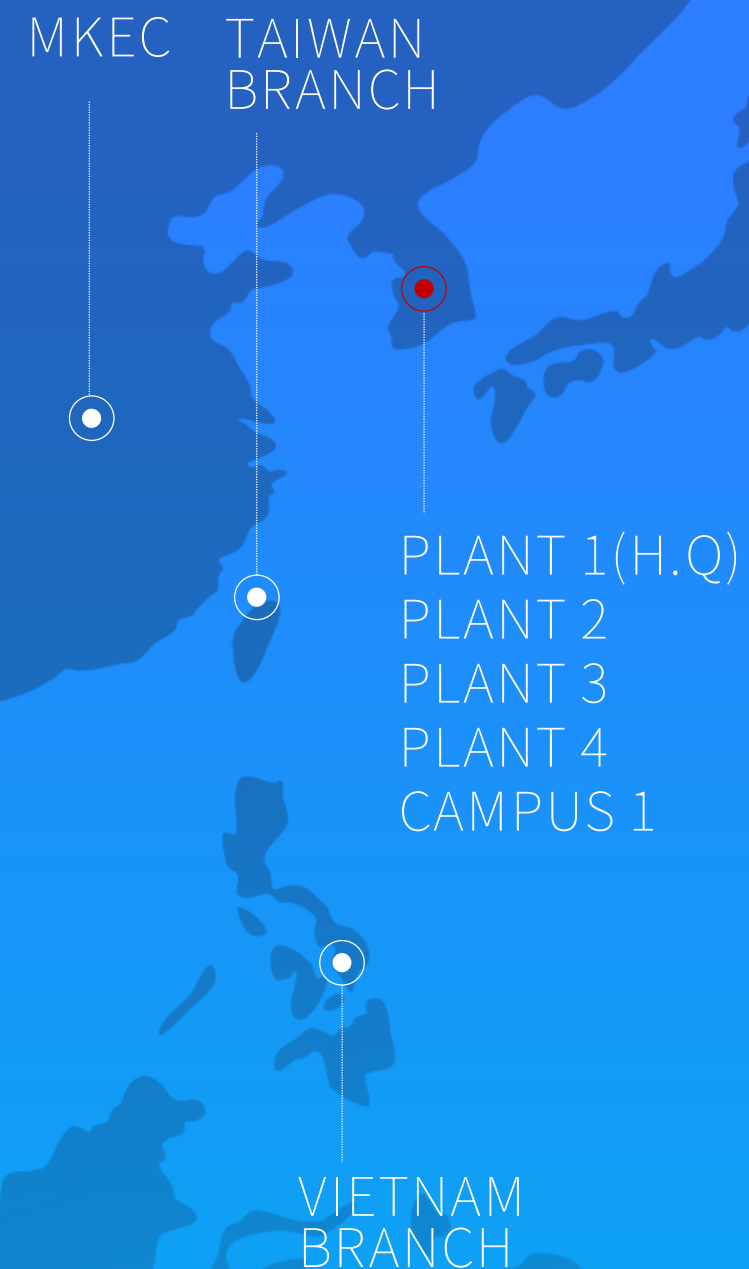 MKEC
TAIWAN
BRANCH
PLANT 1(H.Q)
PLANT 2
PLANT 3
PLANT 4
CAMPUS 1
VIETNAM
BRANCH